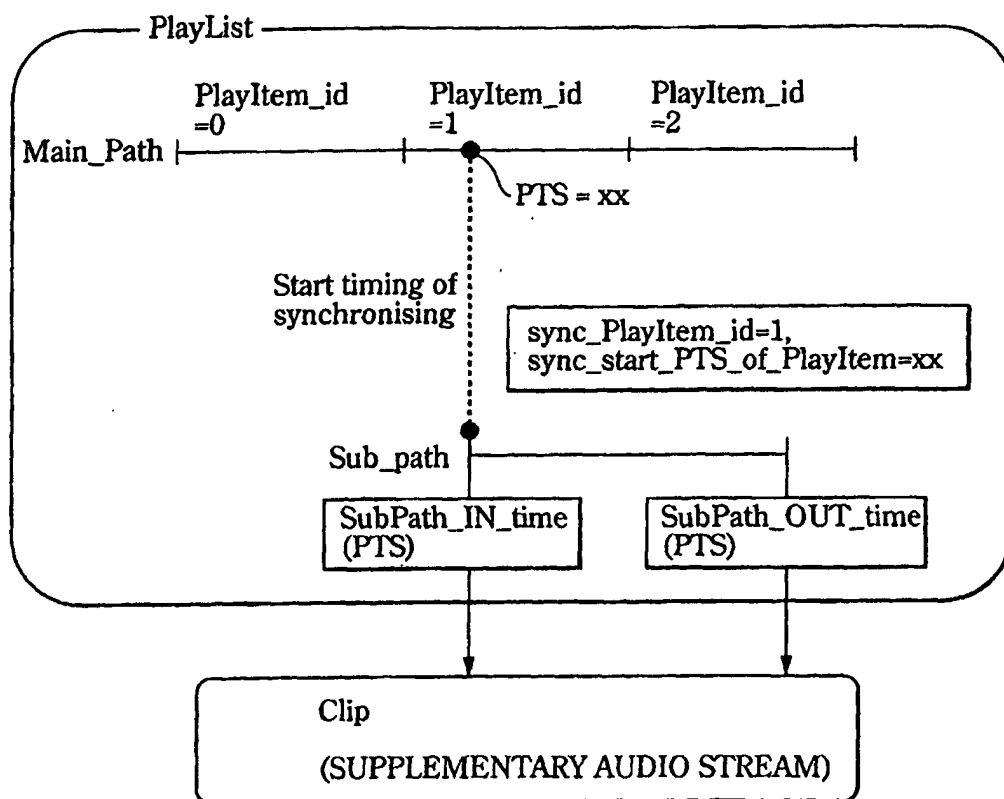 PlayList
PlayItem_id
=0
PlayItem_id
=1
PlayItem_id
=2
Main_Path
PTS = xx
Start timing of
synchronising
sync_PlayItem_id=1,
sync_start_PTS_of_PlayItem=xx
Sub_path
SubPath_IN_time
(PTS)
SubPath_OUT_time
(PTS)
Clip
(SUPPLEMENTARY AUDIO STREAM)